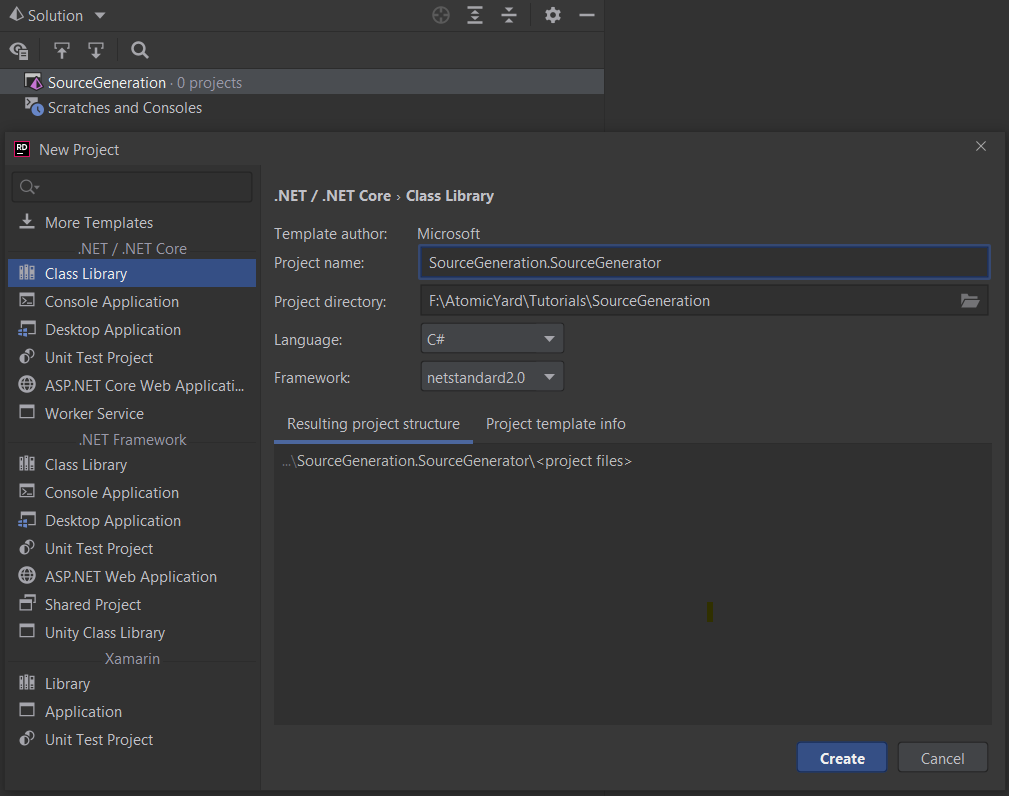 Solution
SourceGeneration · 0 projects
Scratches and Consoles
RD
New Project
More Templates
.NET / .NET Core
Class Library
Console Application
Desktop Application
Unit Test Project
ASP.NET Core Web Applicati...
Worker Service
.NET Framework
Class Library
Console Application
Desktop Application
Unit Test Project
ASP.NET Web Application
Shared Project
Unity Class Library
Xamarin
Library
Application
Unit Test Project
.NET / .NET Core › Class Library
Template author: Microsoft
Project name: SourceGeneration.SourceGenerator
Project directory: F:\AtomicYard\Tutorials\SourceGeneration
Language: C#
Framework: netstandard2.0
Resulting project structure Project template info
...\SourceGeneration.SourceGenerator\<project files>
Create Cancel